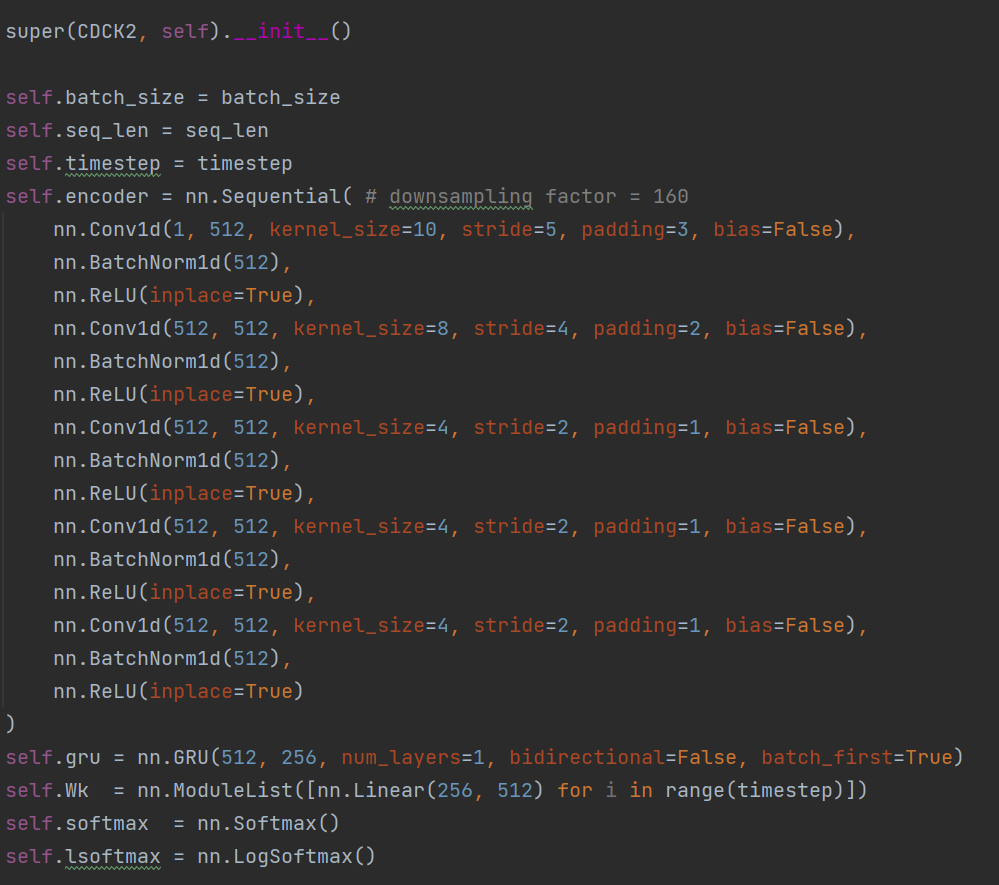 super(CDCK2, self).__init__()
self.batch_size = batch_size
self.seq_len = seq_len
self.timestep = timestep
self.encoder = nn.Sequential( # downsampling factor = 160
    nn.Conv1d(1, 512, kernel_size=10, stride=5, padding=3, bias=False),
    nn.BatchNorm1d(512),
    nn.ReLU(inplace=True),
    nn.Conv1d(512, 512, kernel_size=8, stride=4, padding=2, bias=False),
    nn.BatchNorm1d(512),
    nn.ReLU(inplace=True),
    nn.Conv1d(512, 512, kernel_size=4, stride=2, padding=1, bias=False),
    nn.BatchNorm1d(512),
    nn.ReLU(inplace=True),
    nn.Conv1d(512, 512, kernel_size=4, stride=2, padding=1, bias=False),
    nn.BatchNorm1d(512),
    nn.ReLU(inplace=True),
    nn.Conv1d(512, 512, kernel_size=4, stride=2, padding=1, bias=False),
    nn.BatchNorm1d(512),
    nn.ReLU(inplace=True)
)
self.gru = nn.GRU(512, 256, num_layers=1, bidirectional=False, batch_first=True)
self.Wk  = nn.ModuleList([nn.Linear(256, 512) for i in range(timestep)])
self.softmax  = nn.Softmax()
self.lsoftmax = nn.LogSoftmax()